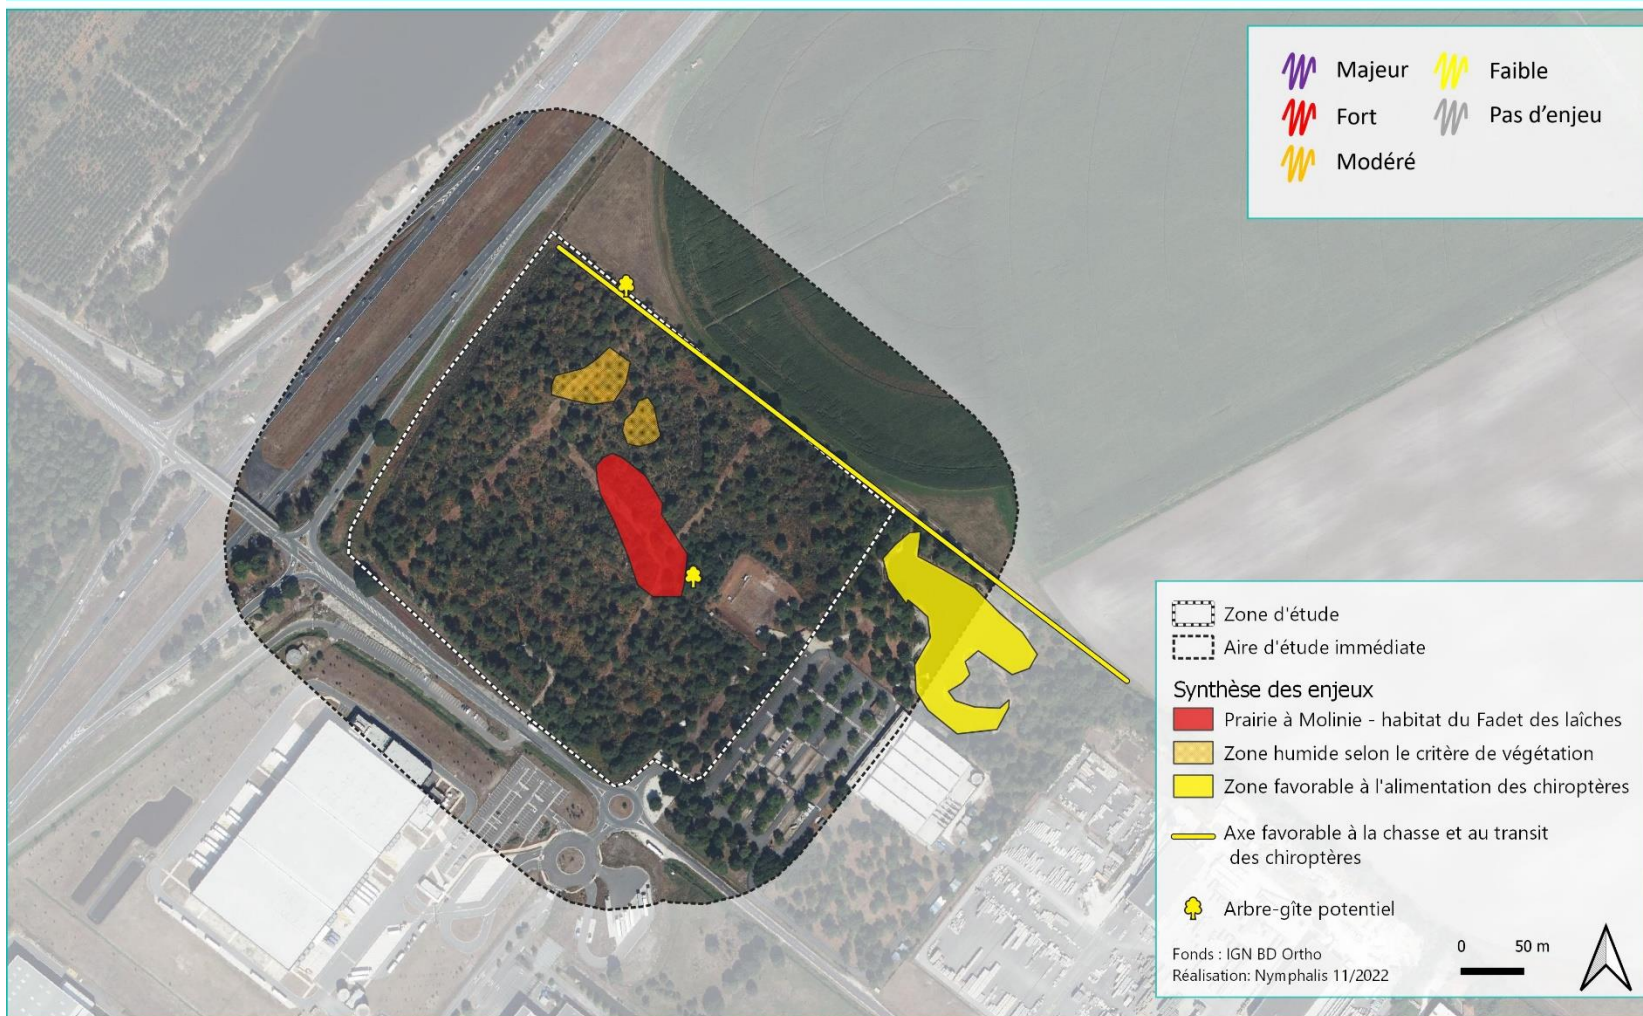 Majeur
Faible
Fort
Pas d'enjeu
Modéré
Zone d'étude
Aire d'étude immédiate
Synthèse des enjeux
Prairie à Molinie - habitat du Fadet des laîches
Zone humide selon le critère de végétation
Zone favorable à l'alimentation des chiroptères
Axe favorable à la chasse et au transit
des chiroptères
Arbre-gîte potentiel
Fonds : IGN BD Ortho
Réalisation: Nymphalis 11/2022
0 50 m